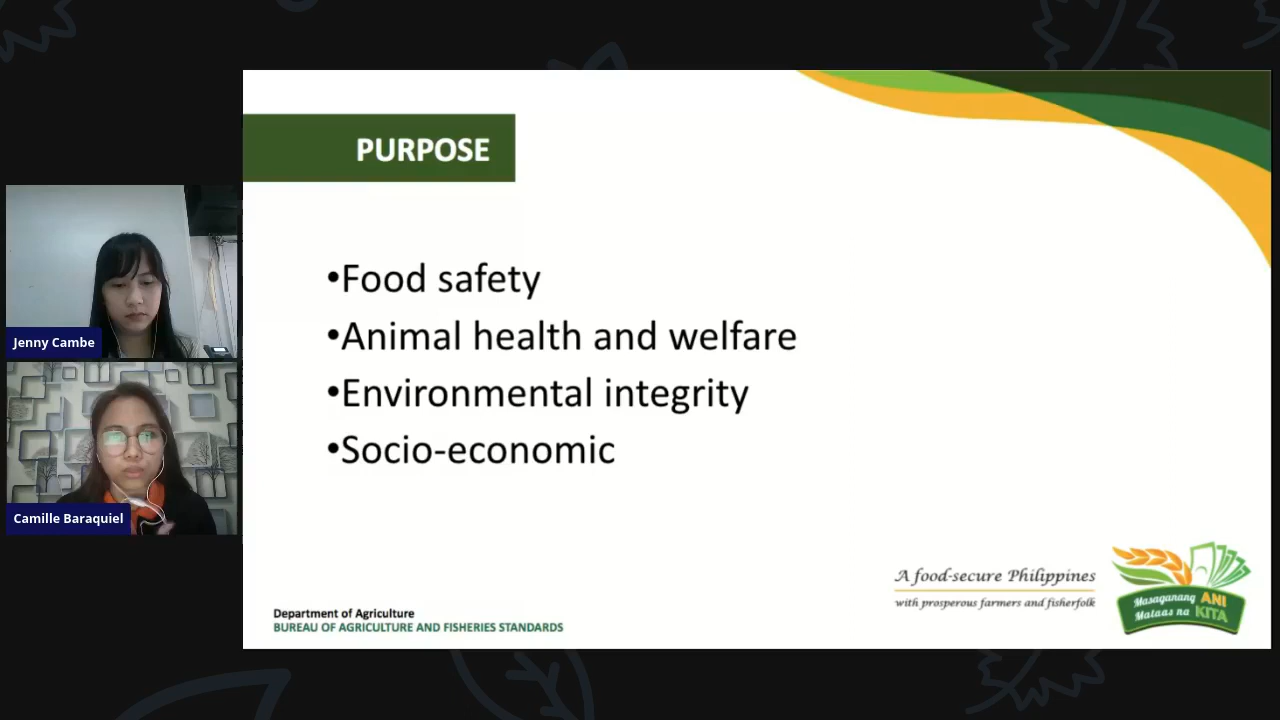 PURPOSE
•Food safety
•Animal health and welfare
•Environmental integrity
•Socio-economic
Jenny Cambe
Camille Baraquiel
A food-secure Philippines
with prosperous farmers and fisherfolk
Masaganang ANI
Mataas na KITA
Department of Agriculture
BUREAU OF AGRICULTURE AND FISHERIES STANDARDS